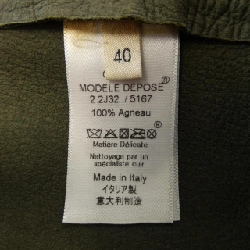 40
MODELE DEPOSE
2 2J32 / 5167
100% Agneau
Matière Délicate
Nettoyage par un
spécialiste cuir
Made in Italy
イタリア製
意大利制造